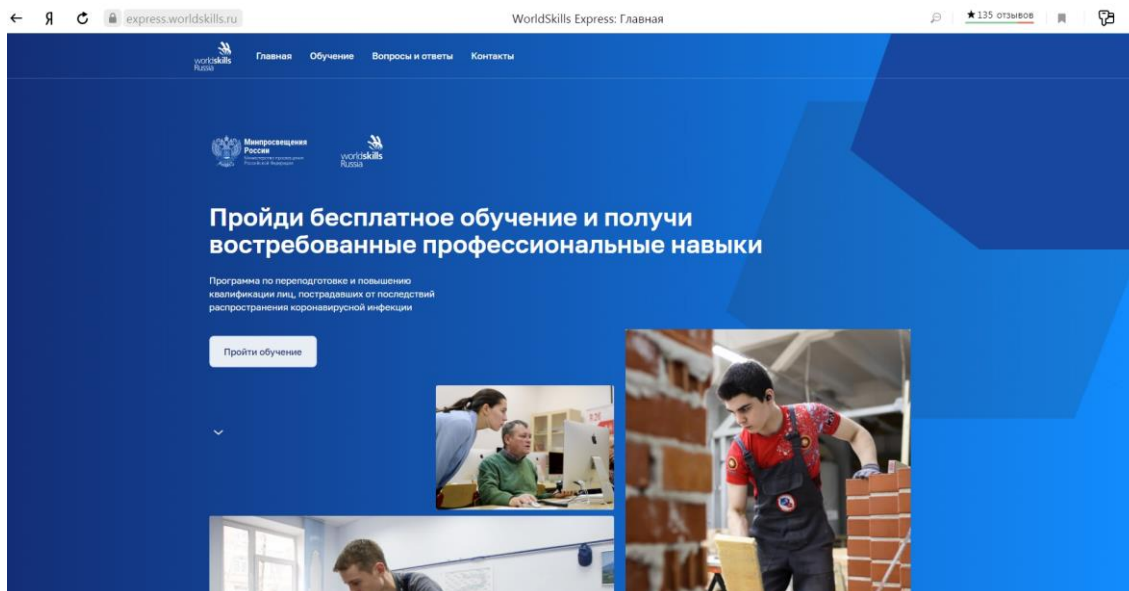 Я
express.worldskills.ru
WorldSkills Express: Главная
★135 отзывов
worldskills
Russia
Главная
Обучение
Вопросы и ответы
Контакты
Минпросвещения
России
worldskills
Russia
Пройди бесплатное обучение и получи
востребованные профессиональные навыки
Программа по переподготовке и повышению
квалификации лиц, пострадавших от последствий
распространения коронавирусной инфекции
Пройти обучение